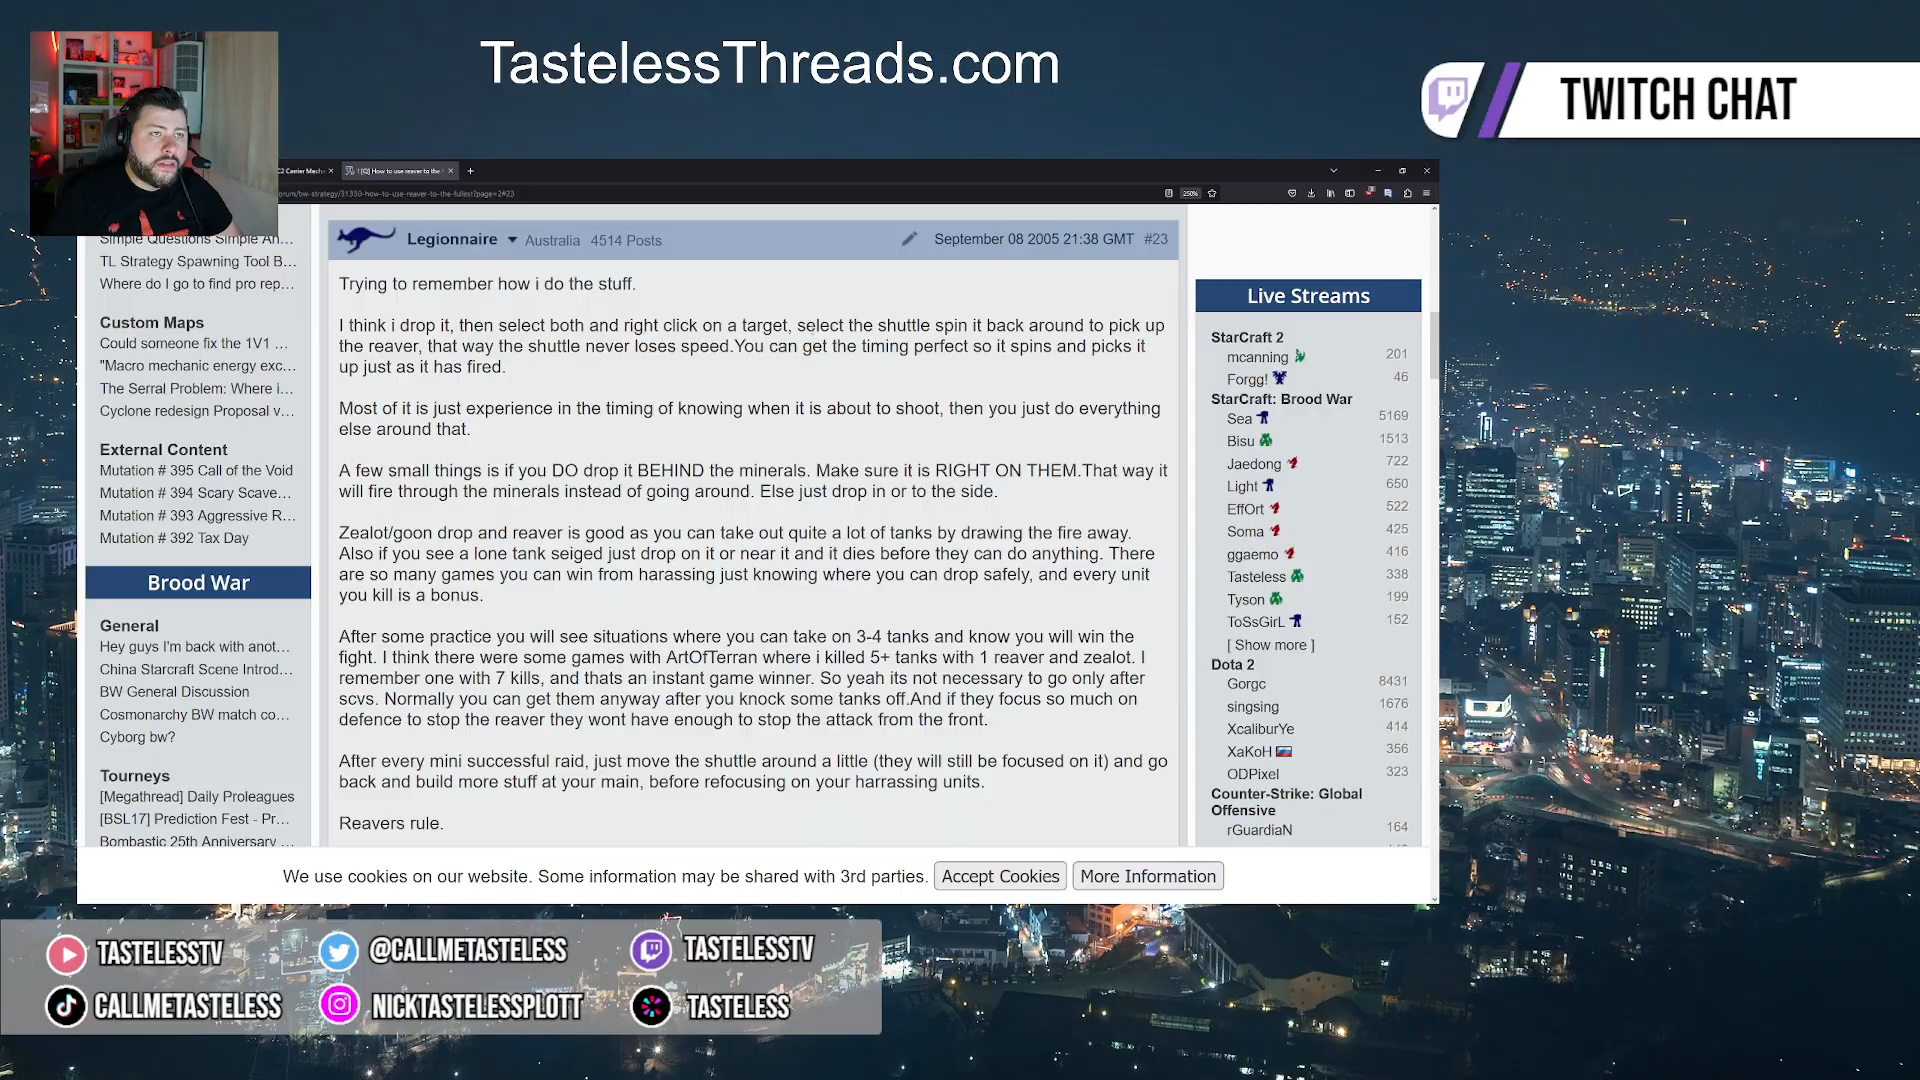 TastelessThreads.com
TWITCH CHAT
C2 Carrier Mech
! [Q] How to use reaver to the f
orum/bw-strategy/31330-how-to-use-reaver-to-the-fullest?page=2#23
250%
Simple Questions Simple An...
TL Strategy Spawning Tool B...
Where do I go to find pro rep...
Custom Maps
Could someone fix the 1V1 ...
"Macro mechanic energy exc...
The Serral Problem: Where i...
Cyclone redesign Proposal v...
External Content
Mutation # 395 Call of the Void
Mutation # 394 Scary Scave...
Mutation # 393 Aggressive R...
Mutation # 392 Tax Day
Brood War
General
Hey guys I'm back with anot...
China Starcraft Scene Introd...
BW General Discussion
Cosmonarchy BW match co...
Cyborg bw?
Tourneys
[Megathread] Daily Proleagues
[BSL17] Prediction Fest - Pr...
Bombastic 25th Anniversary ...
Legionnaire Australia 4514 Posts September 08 2005 21:38 GMT #23
Trying to remember how i do the stuff.
I think i drop it, then select both and right click on a target, select the shuttle spin it back around to pick up
the reaver, that way the shuttle never loses speed.You can get the timing perfect so it spins and picks it
up just as it has fired.
Most of it is just experience in the timing of knowing when it is about to shoot, then you just do everything
else around that.
A few small things is if you DO drop it BEHIND the minerals. Make sure it is RIGHT ON THEM.That way it
will fire through the minerals instead of going around. Else just drop in or to the side.
Zealot/goon drop and reaver is good as you can take out quite a lot of tanks by drawing the fire away.
Also if you see a lone tank seiged just drop on it or near it and it dies before they can do anything. There
are so many games you can win from harassing just knowing where you can drop safely, and every unit
you kill is a bonus.
After some practice you will see situations where you can take on 3-4 tanks and know you will win the
fight. I think there were some games with ArtOfTerran where i killed 5+ tanks with 1 reaver and zealot. I
remember one with 7 kills, and thats an instant game winner. So yeah its not necessary to go only after
scvs. Normally you can get them anyway after you knock some tanks off.And if they focus so much on
defence to stop the reaver they wont have enough to stop the attack from the front.
After every mini successful raid, just move the shuttle around a little (they will still be focused on it) and go
back and build more stuff at your main, before refocusing on your harrassing units.
Reavers rule.
Live Streams
StarCraft 2
mcanning 201
Forgg! 46
StarCraft: Brood War
Sea 5169
Bisu 1513
Jaedong 722
Light 650
EffOrt 522
Soma 425
ggaemo 416
Tasteless 338
Tyson 199
ToSsGirL 152
[ Show more ]
Dota 2
Gorgc 8431
singsing 1676
XcaliburYe 414
XaKoH 356
ODPixel 323
Counter-Strike: Global
Offensive
rGuardiaN 164
We use cookies on our website. Some information may be shared with 3rd parties. Accept Cookies More Information
TASTELESSTV @CALLMETASTELESS TASTELESSTV
CALLMETASTELESS NICKTASTELESSPLOTT TASTELESS